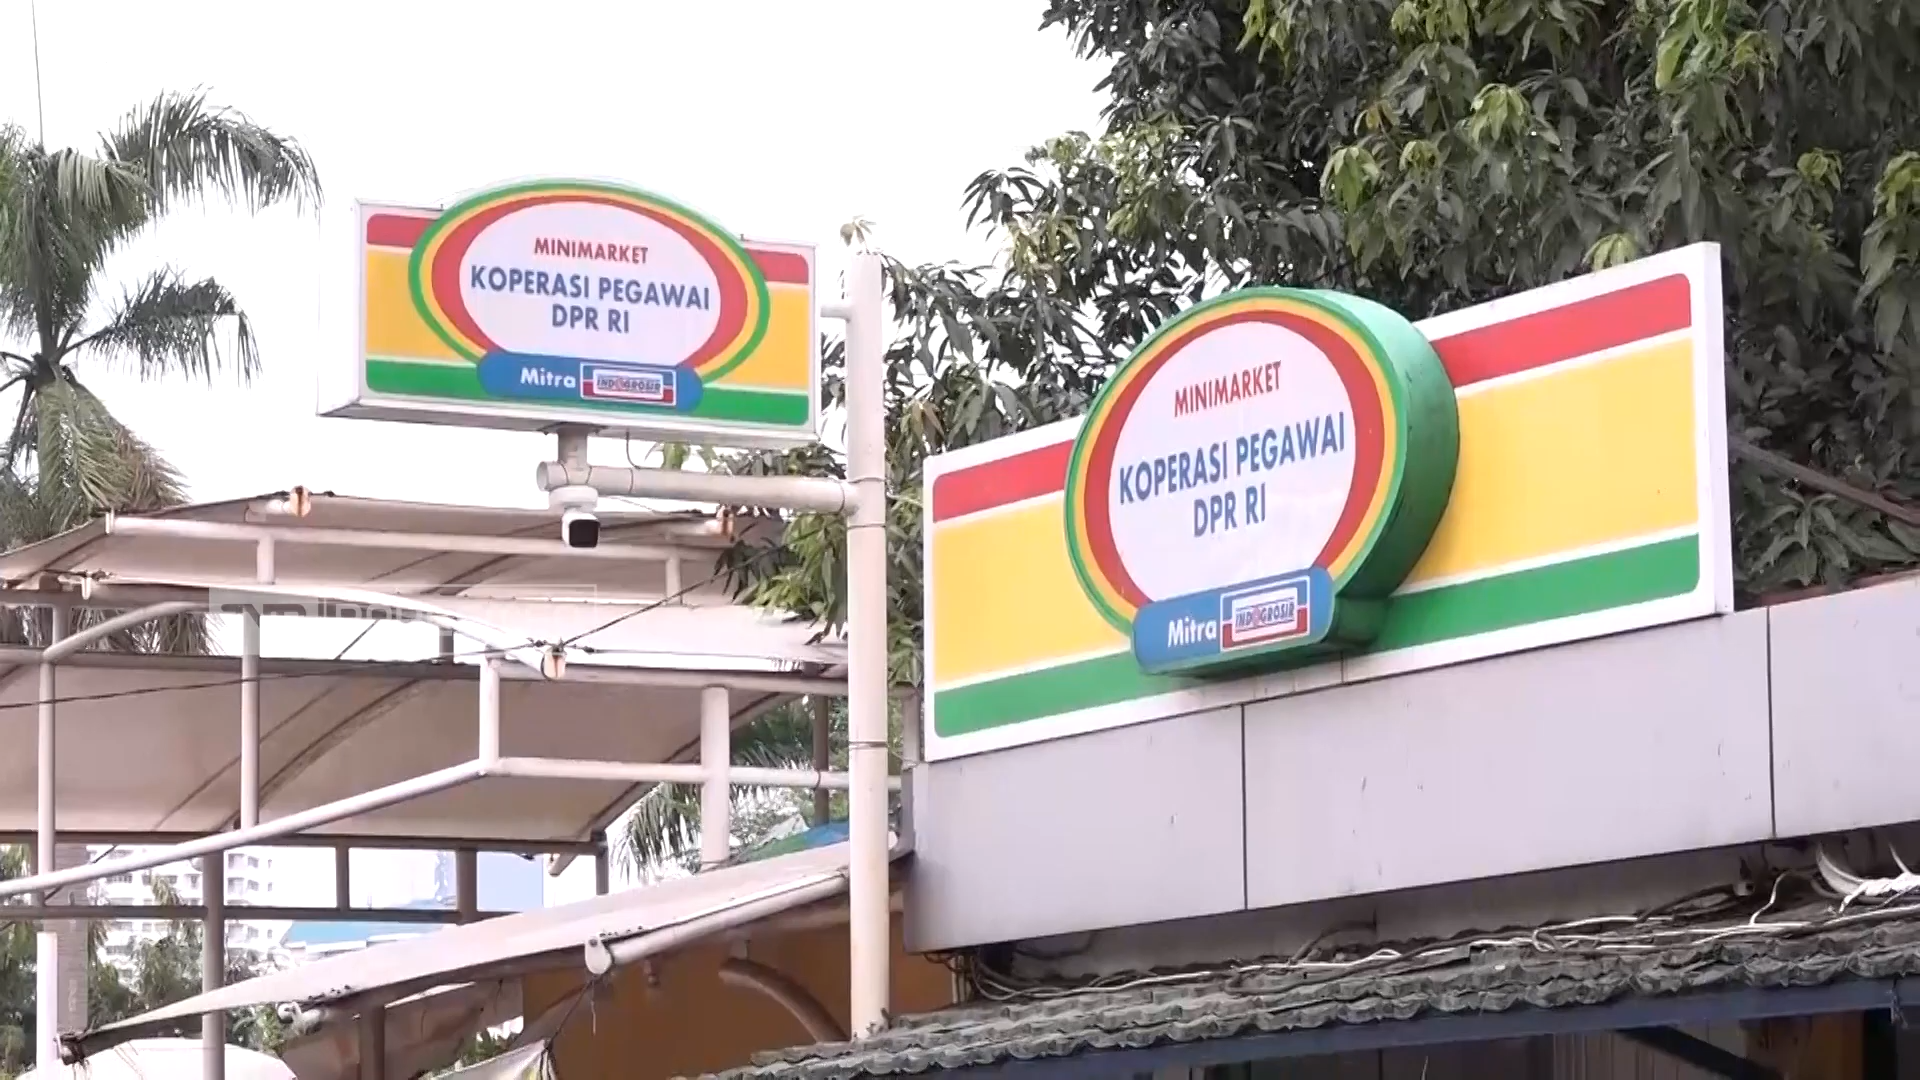 MINIMARKET
KOPERASI PEGAWAI
DPR RI
Mitra INDOGROSIR
MINIMARKET
KOPERASI PEGAWAI
DPR RI
Mitra INDOGROSIR